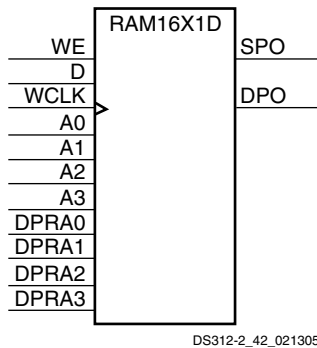 RAM16X1D
WE
SPO
D
WCLK
DPO
A0
A1
A2
A3
DPRA0
DPRA1
DPRA2
DPRA3
DS312-2_42_021305